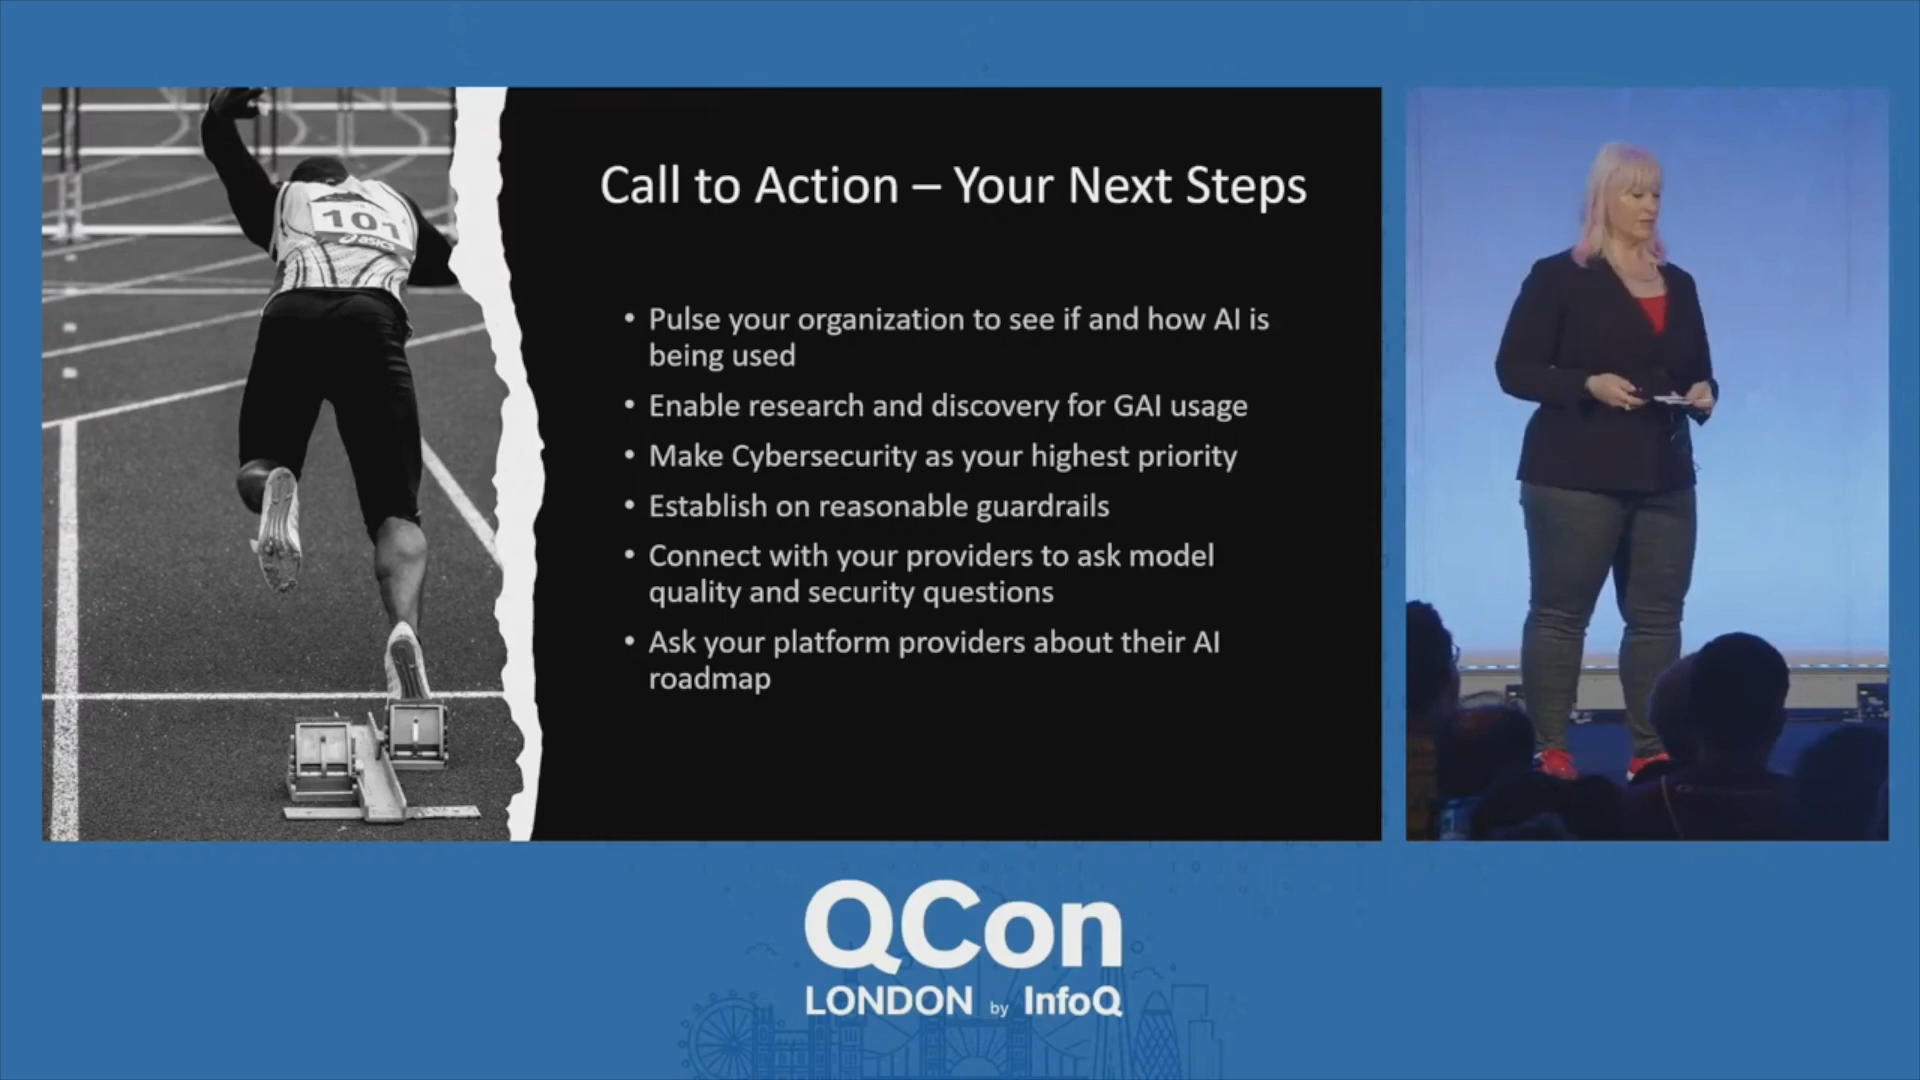 101
ASICS
Call to Action – Your Next Steps
• Pulse your organization to see if and how AI is
being used
• Enable research and discovery for GAI usage
• Make Cybersecurity as your highest priority
• Establish on reasonable guardrails
• Connect with your providers to ask model
quality and security questions
• Ask your platform providers about their AI
roadmap
QCon
LONDON by InfoQ